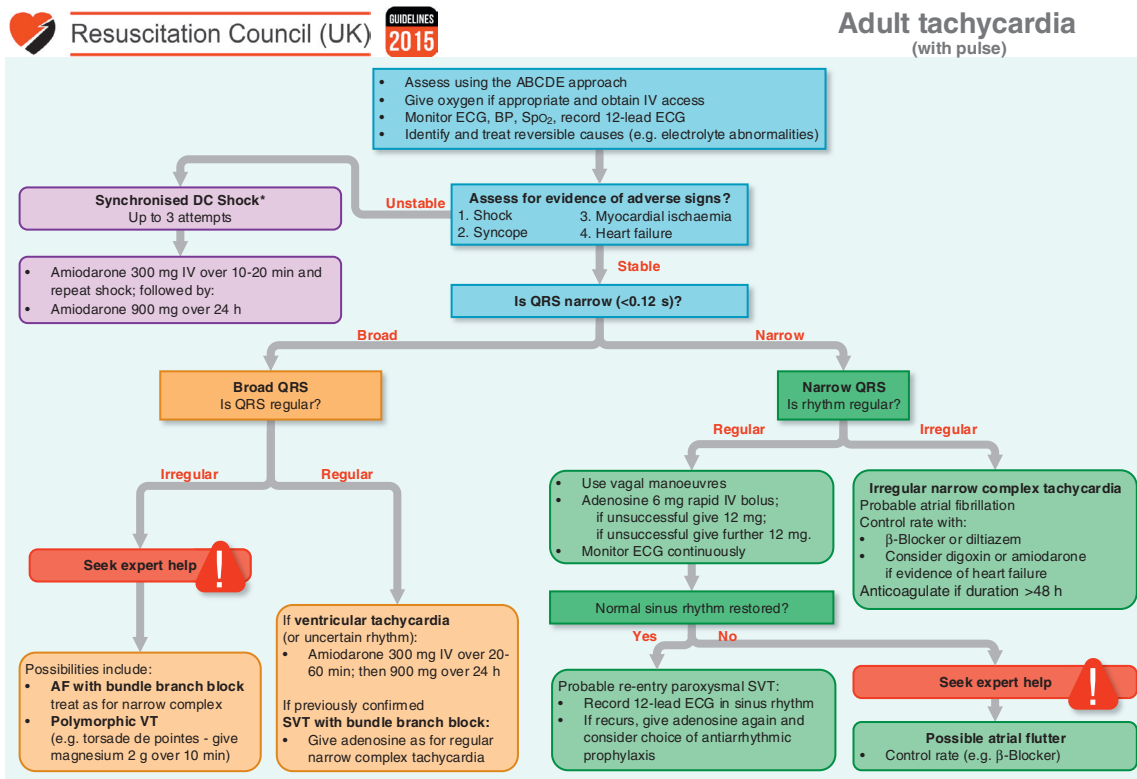 Resuscitation Council (UK)
GUIDELINES
2015
Adult tachycardia
(with pulse)
• Assess using the ABCDE approach
• Give oxygen if appropriate and obtain IV access
• Monitor ECG, BP, SpO₂, record 12-lead ECG
• Identify and treat reversible causes (e.g. electrolyte abnormalities)
Synchronised DC Shock*
Up to 3 attempts
Unstable
Assess for evidence of adverse signs?
1. Shock 3. Myocardial ischaemia
2. Syncope 4. Heart failure
• Amiodarone 300 mg IV over 10-20 min and
repeat shock; followed by:
• Amiodarone 900 mg over 24 h
Stable
Is QRS narrow (<0.12 s)?
Broad
Narrow
Broad QRS
Is QRS regular?
Narrow QRS
Is rhythm regular?
Irregular
Regular
Regular
Irregular
• Use vagal manoeuvres
• Adenosine 6 mg rapid IV bolus;
if unsuccessful give 12 mg;
if unsuccessful give further 12 mg.
• Monitor ECG continuously
Irregular narrow complex tachycardia
Probable atrial fibrillation
Control rate with:
• β-Blocker or diltiazem
• Consider digoxin or amiodarone
if evidence of heart failure
Anticoagulate if duration >48 h
Seek expert help
!
Normal sinus rhythm restored?
Yes
No
Possibilities include:
• AF with bundle branch block
treat as for narrow complex
• Polymorphic VT
(e.g. torsade de pointes - give
magnesium 2 g over 10 min)
If ventricular tachycardia
(or uncertain rhythm):
• Amiodarone 300 mg IV over 20-
60 min; then 900 mg over 24 h
If previously confirmed
SVT with bundle branch block:
• Give adenosine as for regular
narrow complex tachycardia
Probable re-entry paroxysmal SVT:
• Record 12-lead ECG in sinus rhythm
• If recurs, give adenosine again and
consider choice of antiarrhythmic
prophylaxis
Seek expert help
!
Possible atrial flutter
• Control rate (e.g. β-Blocker)